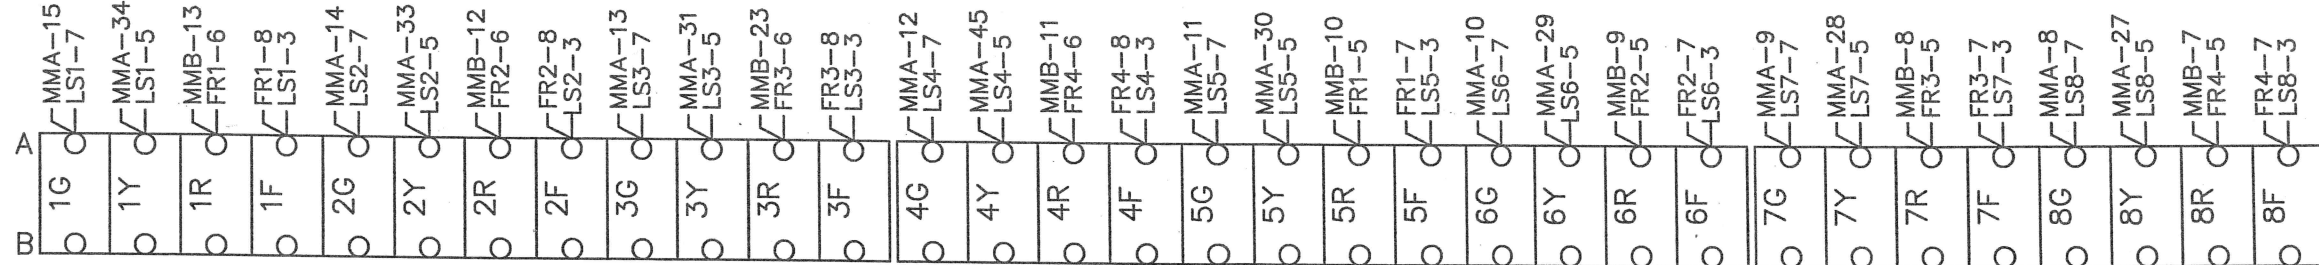 MMA-15
LS1-7
MMA-34
LS1-5
MMB-13
FR1-6
FR1-8
LS1-3
MMA-14
LS2-7
MMA-33
LS2-5
MMB-12
FR2-6
FR2-8
LS2-3
MMA-13
LS3-7
MMA-31
LS3-5
MMB-23
FR3-6
FR3-8
LS3-3
MMA-12
LS4-7
MMA-45
LS4-5
MMB-11
FR4-6
FR4-8
LS4-3
MMA-11
LS5-7
MMA-30
LS5-5
MMB-10
FR1-5
FR1-7
LS5-3
MMA-10
LS6-7
MMA-29
LS6-5
MMB-9
FR2-5
FR2-7
LS6-3
MMA-9
LS7-7
MMA-28
LS7-5
MMB-8
FR3-5
FR3-7
LS7-3
MMA-8
LS8-7
MMA-27
LS8-5
MMB-7
FR4-5
FR4-7
LS8-3
A
1G
1Y
1R
1F
2G
2Y
2R
2F
3G
3Y
3R
3F
4G
4Y
4R
4F
5G
5Y
5R
5F
6G
6Y
6R
6F
7G
7Y
7R
7F
8G
8Y
8R
8F
B